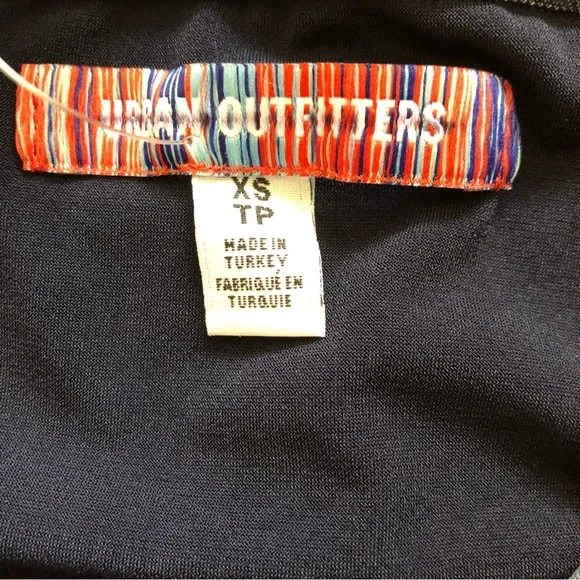 URBAN OUTFITTERS
XS
TP
MADE IN
TURKEY
FABRIQUÉ EN
TURQUIE